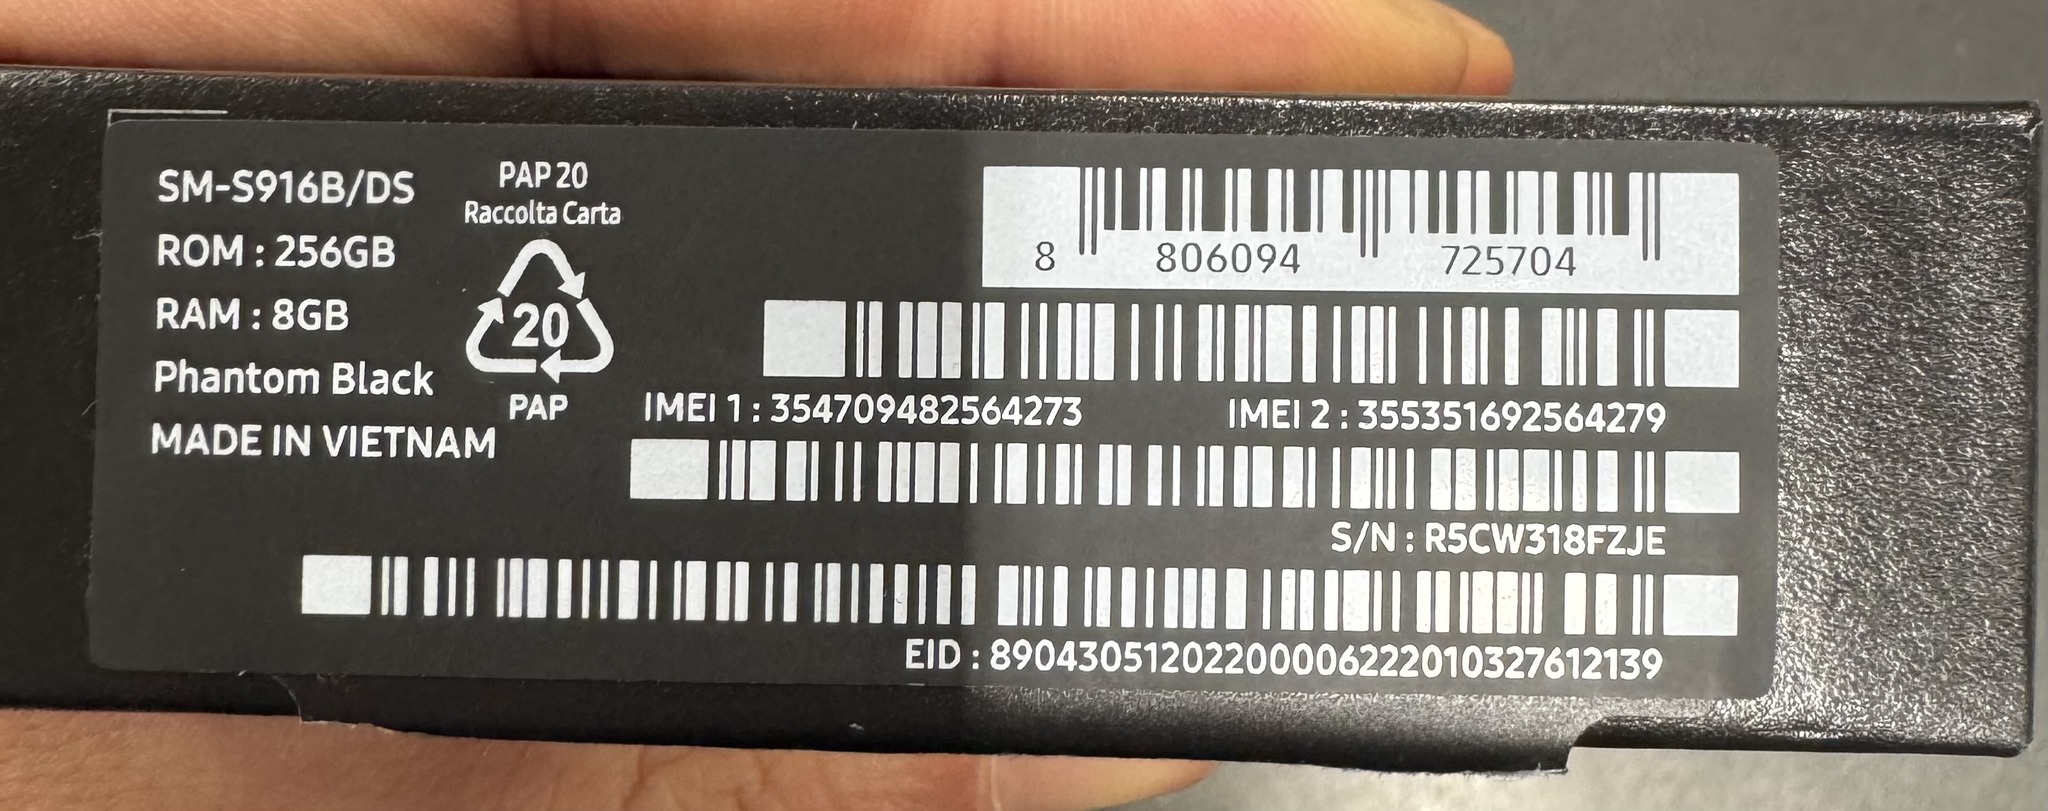 SM-S916B/DS
ROM : 256GB
RAM : 8GB
Phantom Black
MADE IN VIETNAM
PAP 20
Raccolta Carta
20
PAP
8 806094 725704
IMEI 1 : 354709482564273 IMEI 2 : 355351692564279
S/N : R5CW318FZJE
EID : 89043051202200006222010327612139